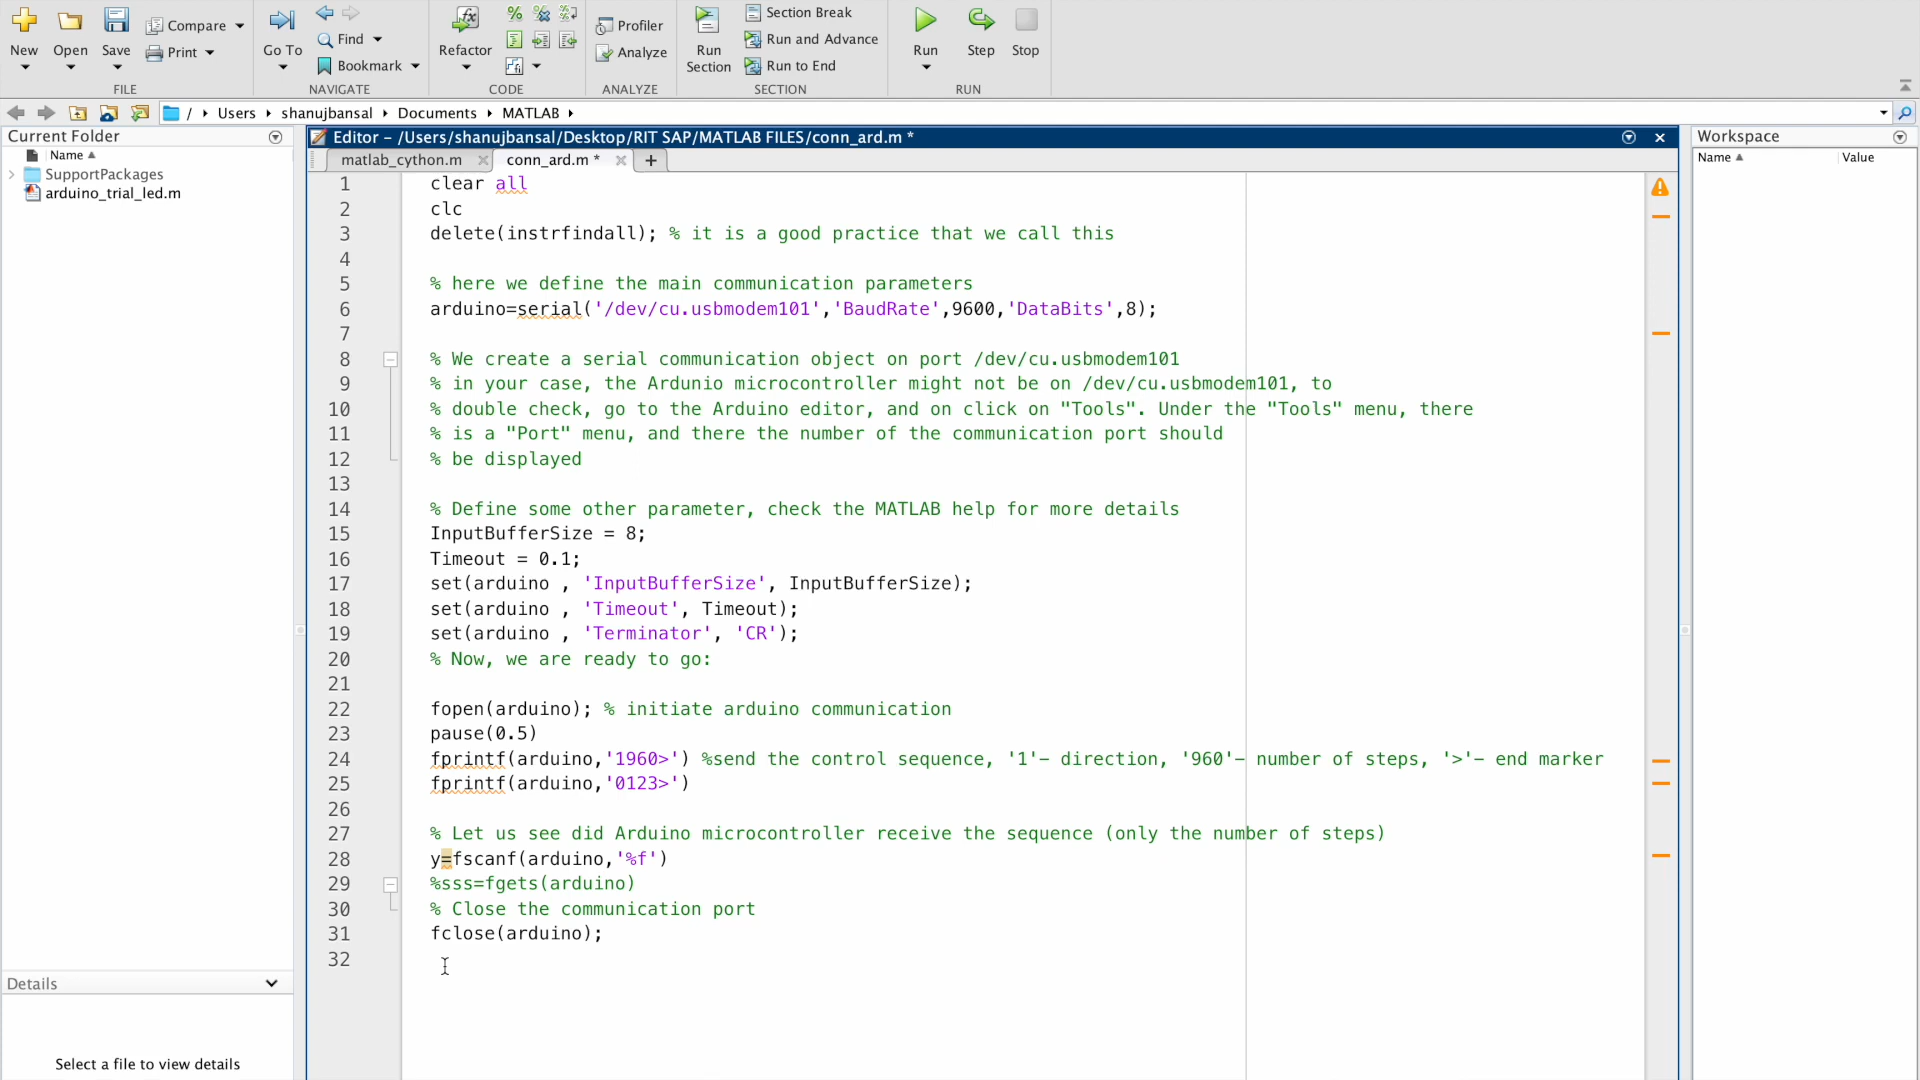 New
Open
Save
Compare
Print
FILE
Go To
Find
Bookmark
NAVIGATE
Refactor
CODE
Profiler
Analyze
ANALYZE
Run
Section
Section Break
Run and Advance
Run to End
SECTION
Run
Step
Stop
RUN
/ Users shanujbansal Documents MATLAB
Current Folder
Name
SupportPackages
arduino_trial_led.m
Details
Select a file to view details
Editor - /Users/shanujbansal/Desktop/RIT SAP/MATLAB FILES/conn_ard.m *
matlab_cython.m
conn_ard.m *
1 clear all
2 clc
3 delete(instrfindall); % it is a good practice that we call this
4
5 % here we define the main communication parameters
6 arduino=serial('/dev/cu.usbmodem101','BaudRate',9600,'DataBits',8);
7
8 % We create a serial communication object on port /dev/cu.usbmodem101
9 % in your case, the Ardunio microcontroller might not be on /dev/cu.usbmodem101, to
10 % double check, go to the Arduino editor, and on click on "Tools". Under the "Tools" menu, there
11 % is a "Port" menu, and there the number of the communication port should
12 % be displayed
13
14 % Define some other parameter, check the MATLAB help for more details
15 InputBufferSize = 8;
16 Timeout = 0.1;
17 set(arduino , 'InputBufferSize', InputBufferSize);
18 set(arduino , 'Timeout', Timeout);
19 set(arduino , 'Terminator', 'CR');
20 % Now, we are ready to go:
21
22 fopen(arduino); % initiate arduino communication
23 pause(0.5)
24 fprintf(arduino,'1960>') %send the control sequence, '1'- direction, '960'- number of steps, '>'- end marker
25 fprintf(arduino,'0123>')
26
27 % Let us see did Arduino microcontroller receive the sequence (only the number of steps)
28 y=fscanf(arduino,'%f')
29 %sss=fgets(arduino)
30 % Close the communication port
31 fclose(arduino);
32
Workspace
Name
Value